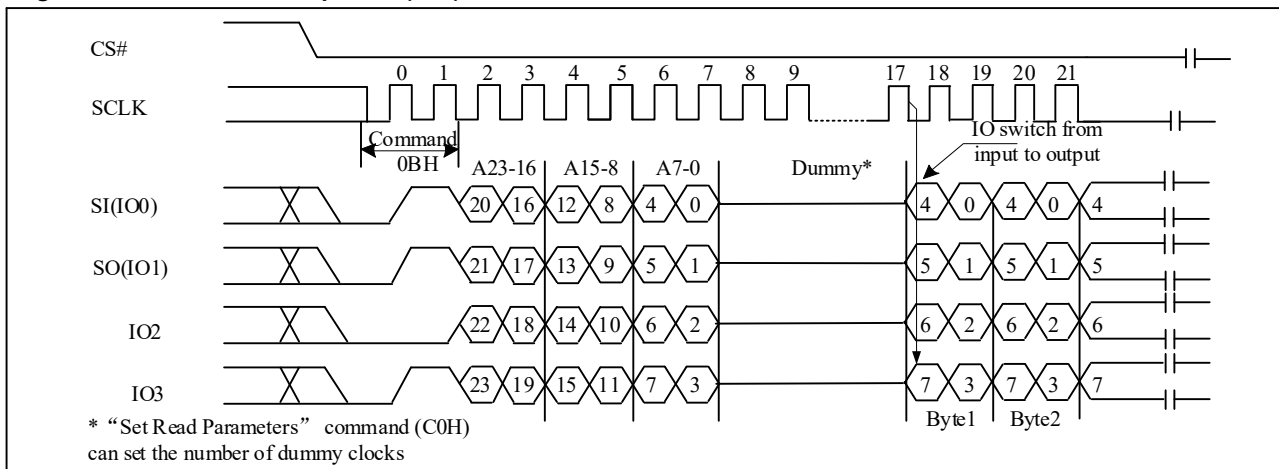 CS#
0 1 2 3 4 5 6 7 8 9 17 18 19 20 21
SCLK
Command
0BH
IO switch from
input to output
A23-16 A15-8 A7-0 Dummy*
SI(IO0) 20 16 12 8 4 0 4 0 4 0 4
SO(IO1) 21 17 13 9 5 1 5 1 5 1 5
IO2 22 18 14 10 6 2 6 2 6 2 6
IO3 23 19 15 11 7 3 7 3 7 3 7
Byte1 Byte2
* “Set Read Parameters” command (C0H)
can set the number of dummy clocks